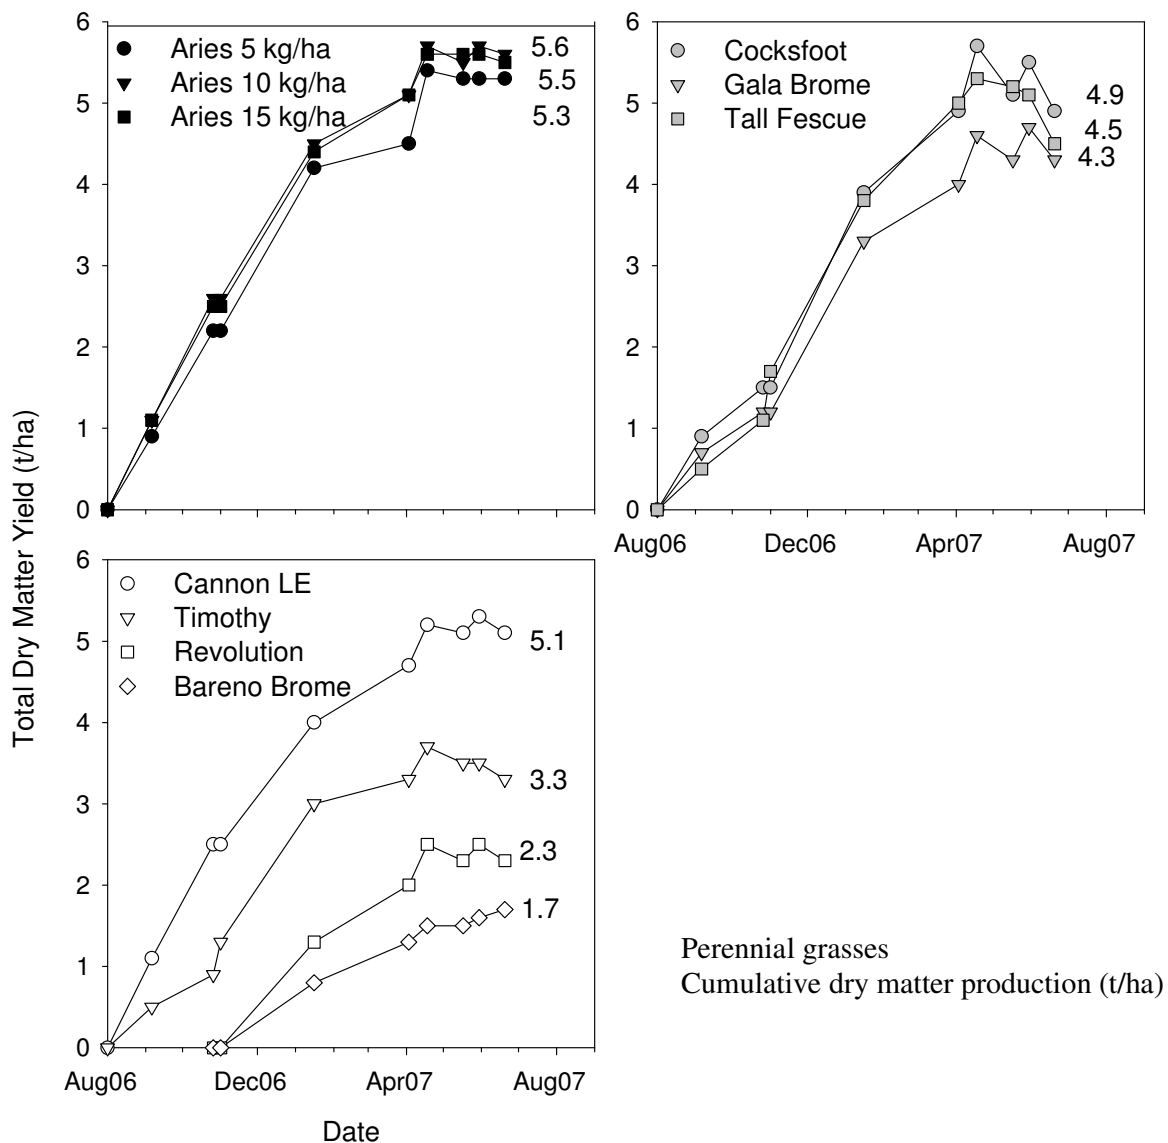 6
5
4
3
2
1
0
Aries 5 kg/ha
Aries 10 kg/ha
Aries 15 kg/ha
5.6
5.5
5.3
6
5
4
3
2
1
0
Cocksfoot
Gala Brome
Tall Fescue
4.9
4.5
4.3
Aug06 Dec06 Apr07 Aug07
Total Dry Matter Yield (t/ha)
6
5
4
3
2
1
0
Cannon LE
Timothy
Revolution
Bareno Brome
5.1
3.3
2.3
1.7
Aug06 Dec06 Apr07 Aug07
Date
Perennial grasses
Cumulative dry matter production (t/ha)